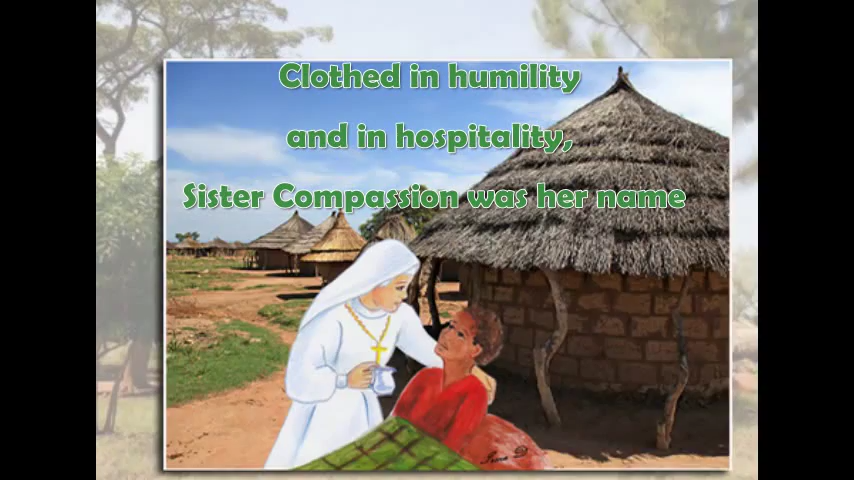 Clothed in humility
and in hospitality,
Sister Compassion was her name